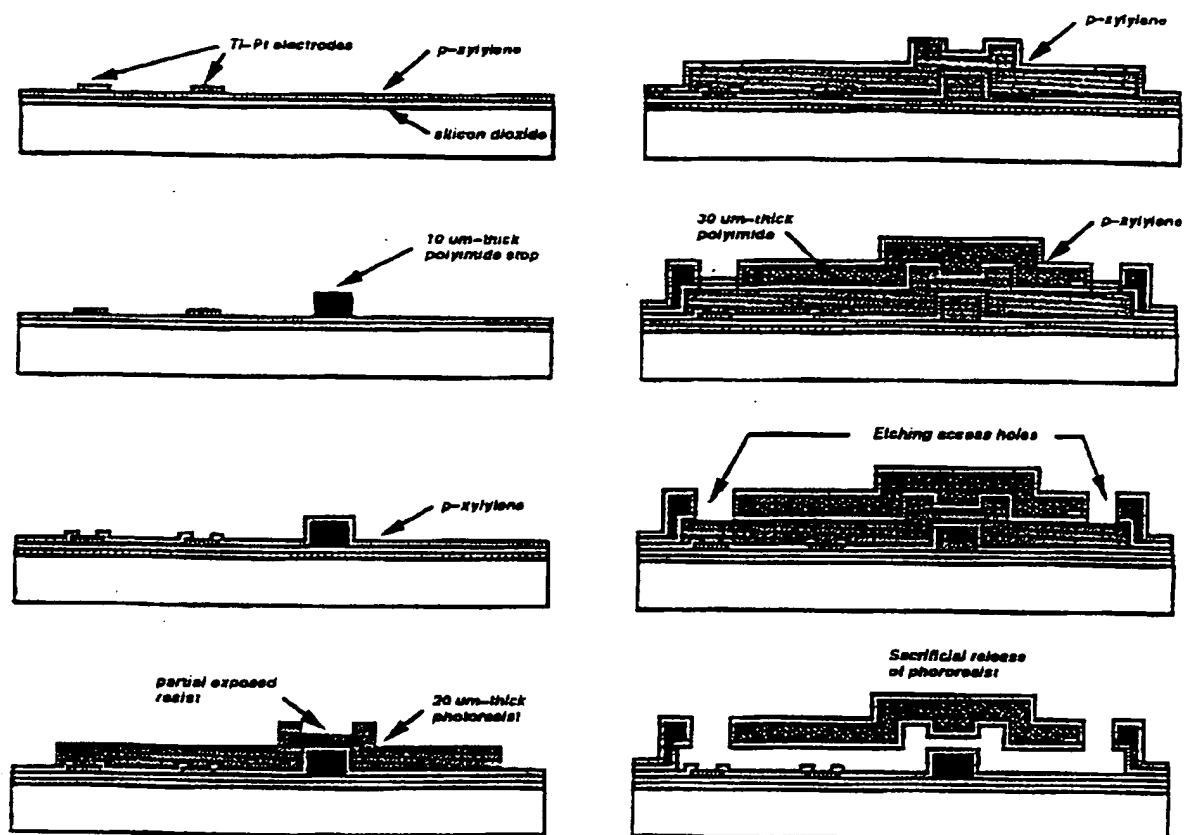 Ti-Pt electrodes
p-xylylene
silicon dioxide
10 um-thick
polyimide stop
p-xylylene
partial exposed
resist
20 um-thick
photoresist
p-xylylene
30 um-thick
polyimide
p-xylylene
Etching access holes
Sacrificial release
of phororesist